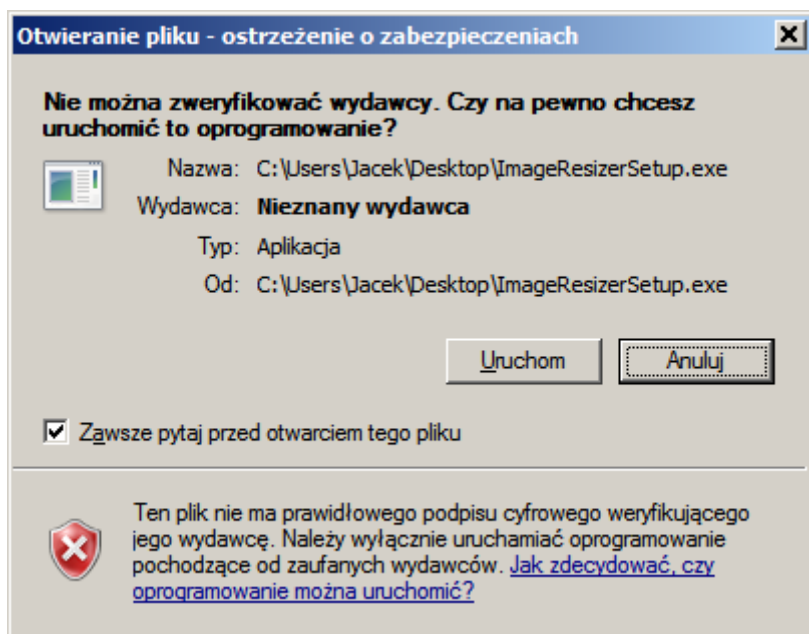 Otwieranie pliku - ostrzeżenie o zabezpieczeniach
Nie można zweryfikować wydawcy. Czy na pewno chcesz
uruchomić to oprogramowanie?
Nazwa: C:\Users\Jacek\Desktop\ImageResizerSetup.exe
Wydawca: Nieznany wydawca
Typ: Aplikacja
Od: C:\Users\Jacek\Desktop\ImageResizerSetup.exe
Uruchom Anuluj
Zawsze pytaj przed otwarciem tego pliku
Ten plik nie ma prawidłowego podpisu cyfrowego weryfikującego
jego wydawcę. Należy wyłącznie uruchamiać oprogramowanie
pochodzące od zaufanych wydawców. Jak zdecydować, czy
oprogramowanie można uruchomić?